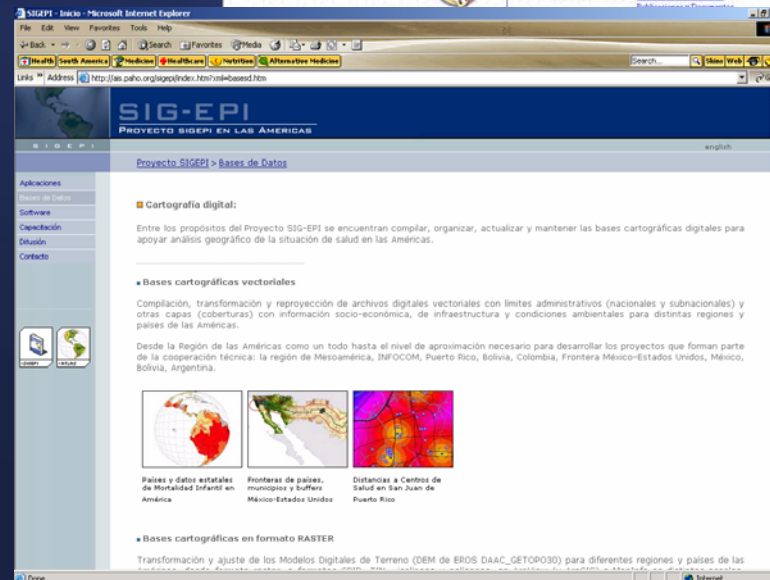 Publicaciones y Documentos
SIGEPI - Inicio - Microsoft Internet Explorer
File Edit View Favorites Tools Help
Back Search Favorites Media
Health South America Medicine Healthcare Nutrition Alternative Medicine Search... Skins Web
Links » Address http://ais.paho.org/sigepi/index.htm?xml=basesd.htm
SIG-EPI
PROYECTO SIGEPI EN LAS AMERICAS
SIGEPI
english
Proyecto SIGEPI > Bases de Datos
Aplicaciones
Bases de Datos
Software
Capacitación
Difusión
Contacto
Cartografía digital:
Entre los propósitos del Proyecto SIG-EPI se encuentran compilar, organizar, actualizar y mantener las bases cartográficas digitales para
apoyar análisis geográfico de la situación de salud en las Américas.
Bases cartográficas vectoriales
Compilación, transformación y reproyección de archivos digitales vectoriales con límites administrativos (nacionales y subnacionales) y
otras capas (coberturas) con información socio-económica, de infraestructura y condiciones ambientales para distintas regiones y
países de las Américas.
Desde la Región de las Américas como un todo hasta el nivel de aproximación necesario para desarrollar los proyectos que forman parte
de la cooperación técnica: la región de Mesoamérica, INFOCOM, Puerto Rico, Bolivia, Colombia, Frontera México-Estados Unidos, México,
Bolivia, Argentina.
Países y datos estatales
de Mortalidad Infantil en
América
Fronteras de países,
municipios y buffers
México-Estados Unidos
Distancias a Centros de
Salud en San Juan de
Puerto Rico
Bases cartográficas en formato RASTER
Transformación y ajuste de los Modelos Digitales de Terreno (DEM de EROS DAAC_GETOPO30) para diferentes regiones y países de las
Done
Internet